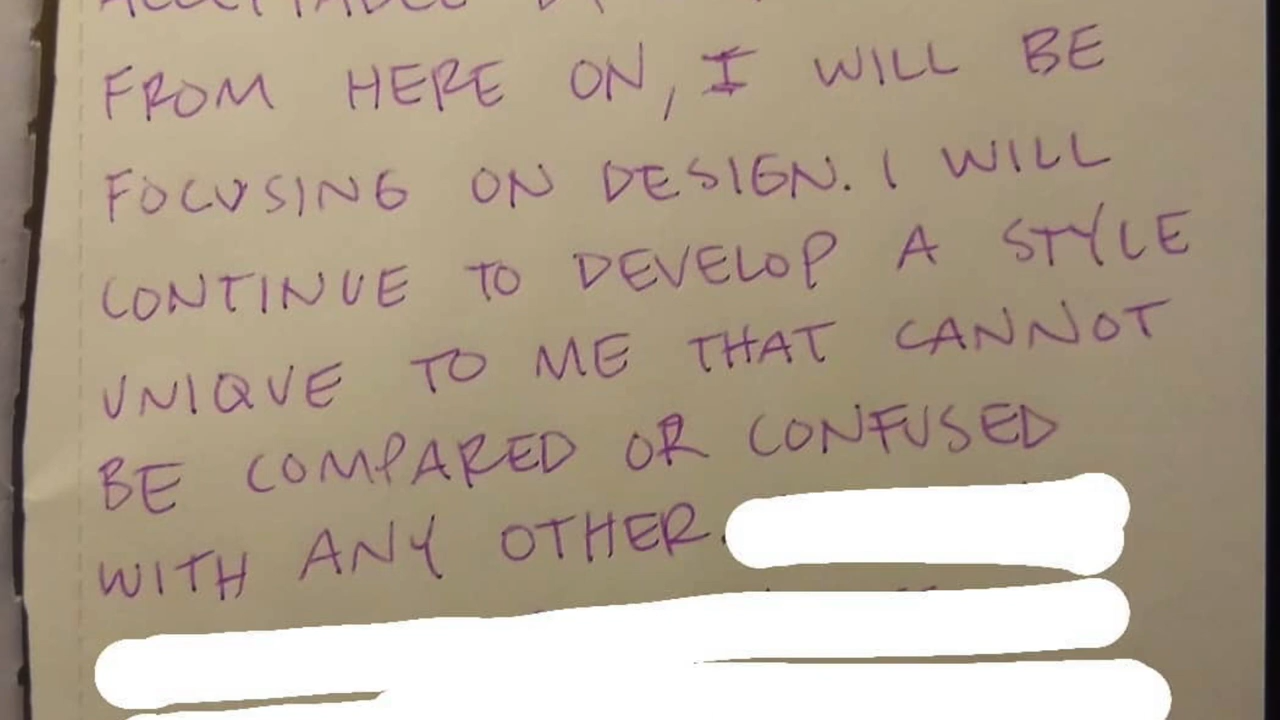 FROM HERE ON, I WILL BE
FOCUSING ON DESIGN. I WILL
CONTINUE TO DEVELOP A STYLE
UNIQUE TO ME THAT CANNOT
BE COMPARED OR CONFUSED
WITH ANY OTHER.